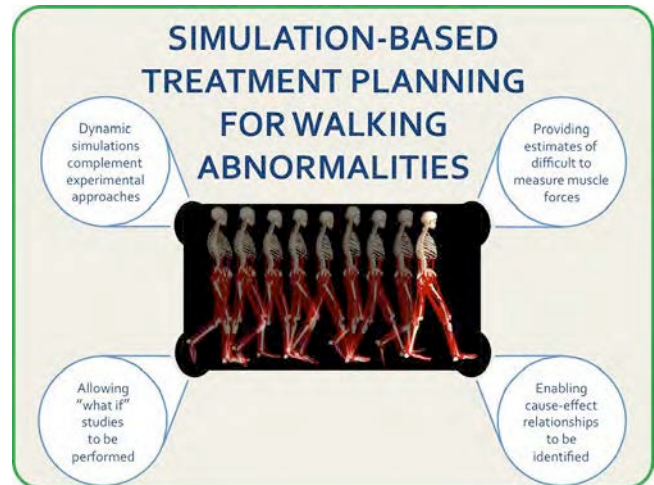 SIMULATION-BASED
TREATMENT PLANNING
FOR WALKING
ABNORMALITIES
Dynamic
simulations
complement
experimental
approaches
Providing
estimates of
difficult to
measure muscle
forces
Allowing
"what if"
studies
to be
performed
Enabling
cause-effect
relationships
to be
identified